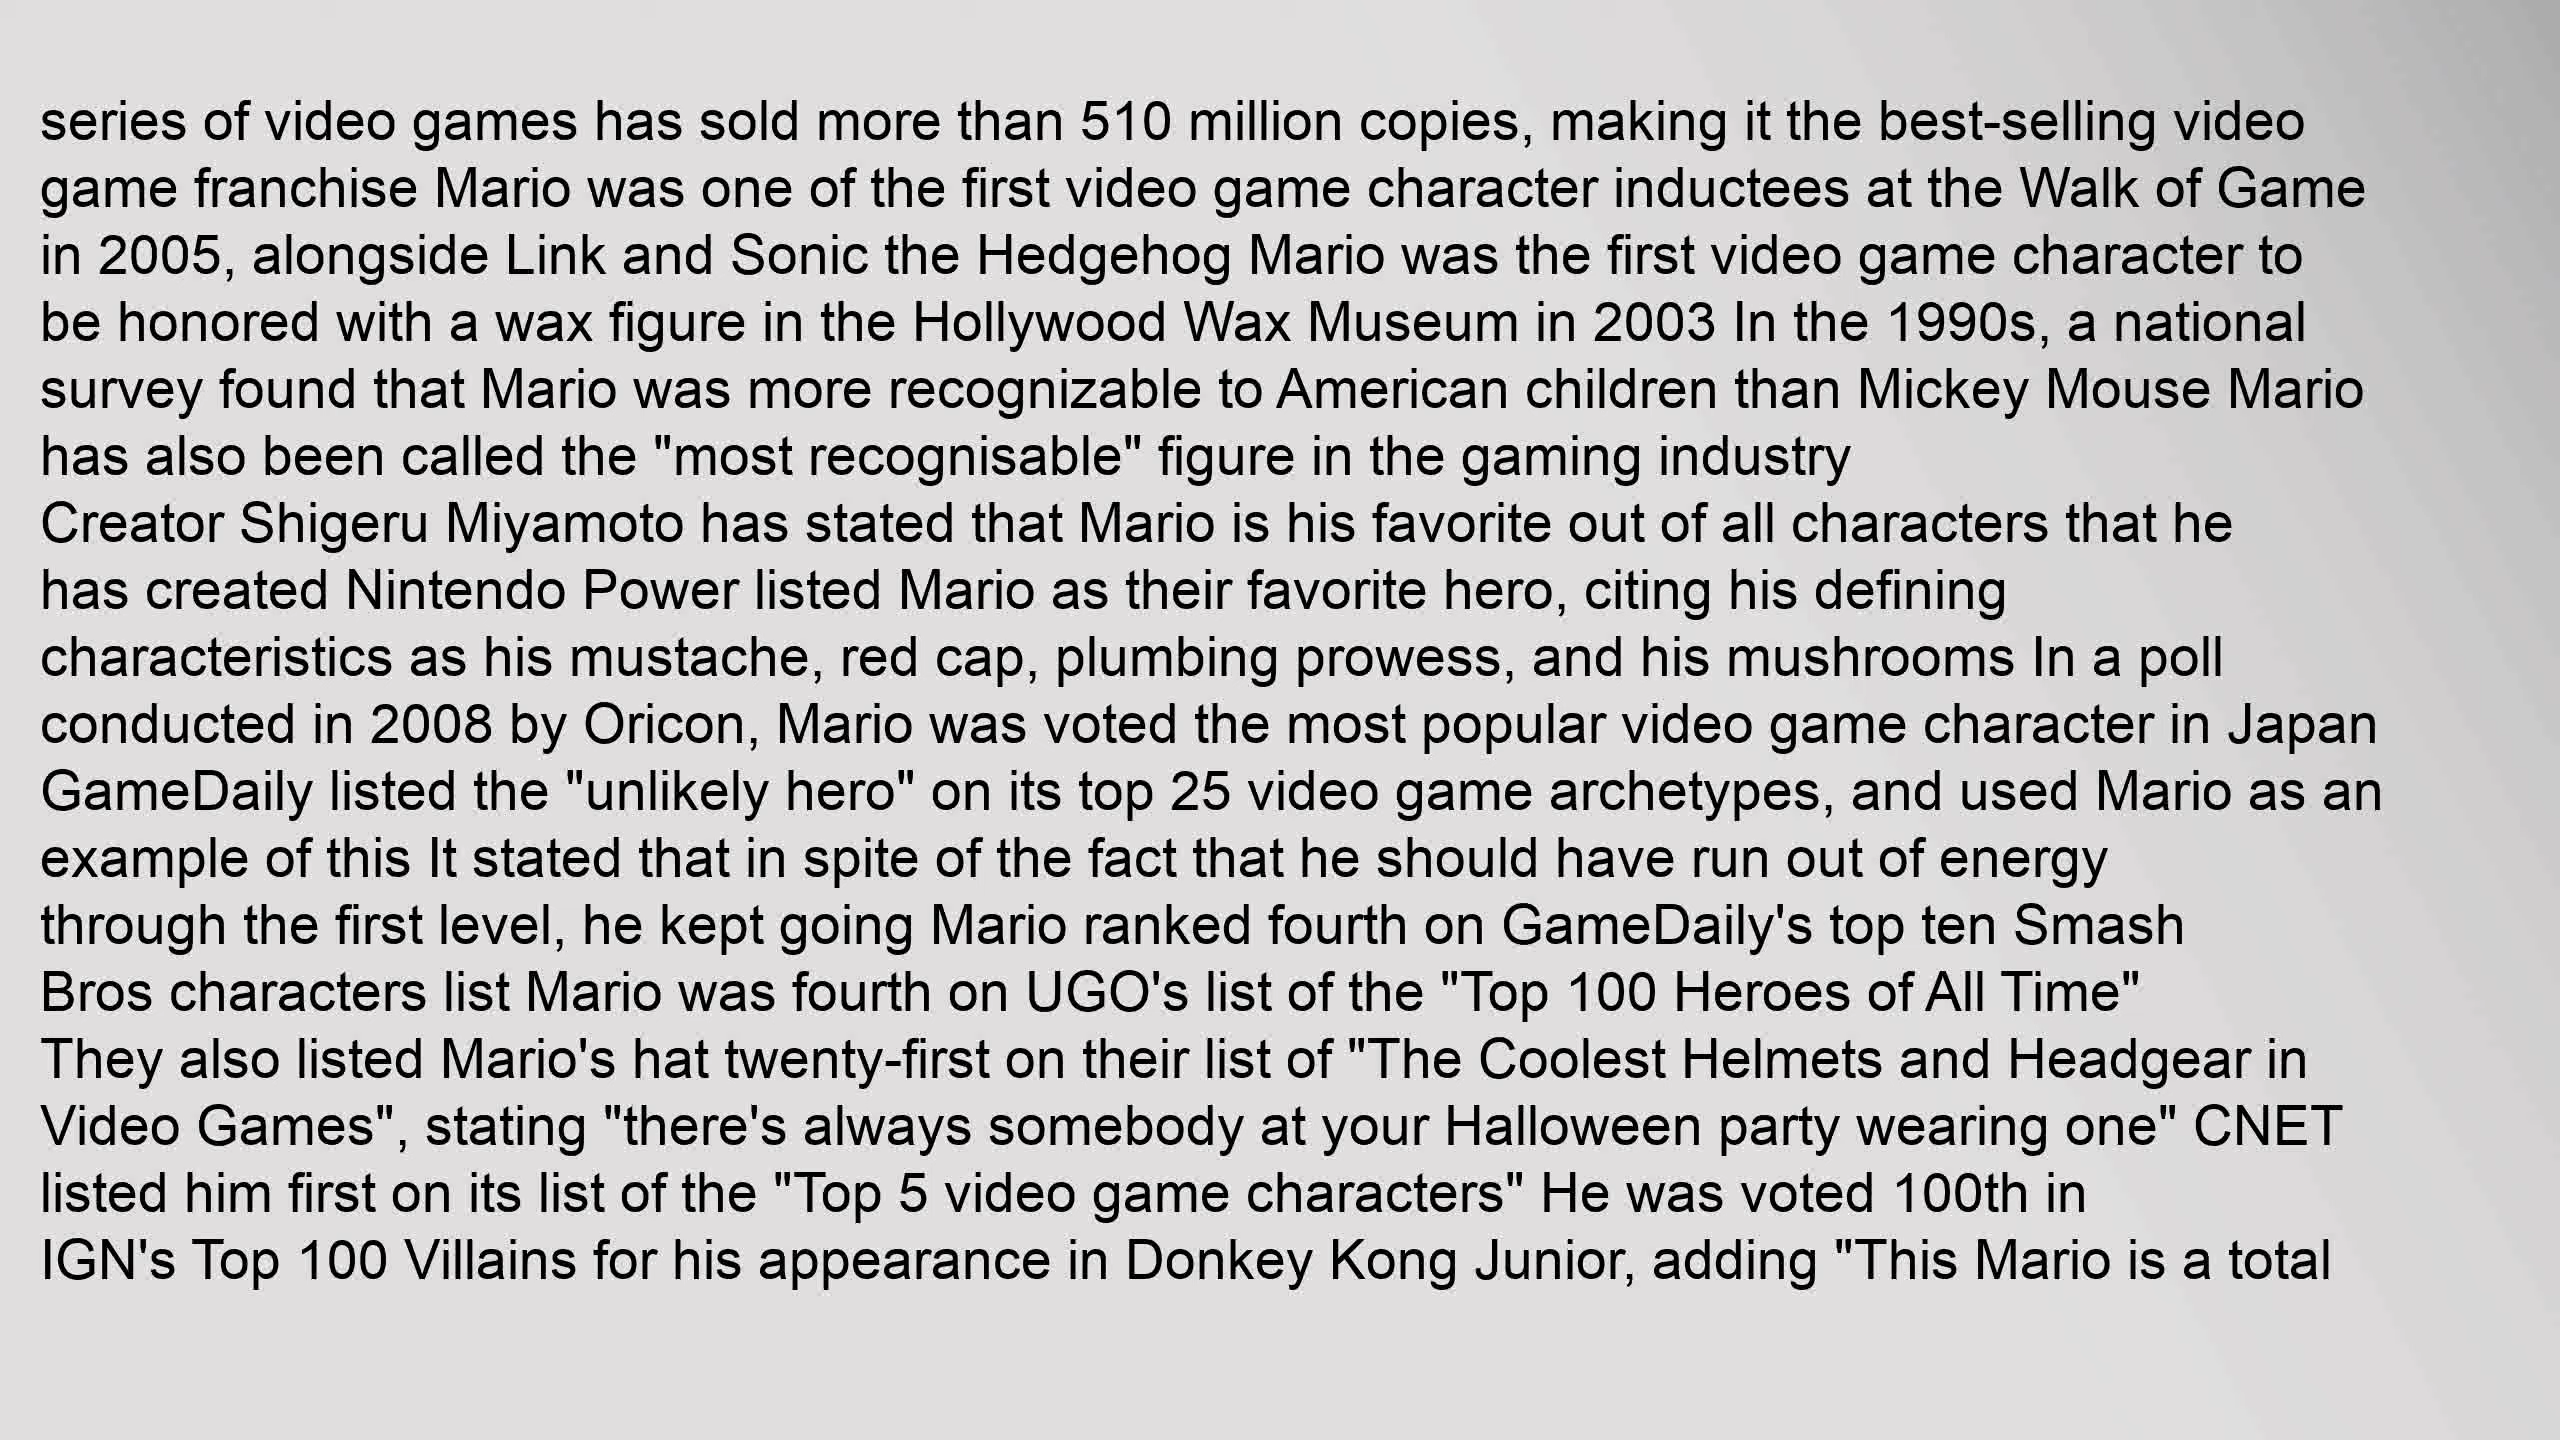 series of video games has sold more than 510 million copies, making it the best-selling video
game franchise Mario was one of the first video game character inductees at the Walk of Game
in 2005, alongside Link and Sonic the Hedgehog Mario was the first video game character to
be honored with a wax figure in the Hollywood Wax Museum in 2003 In the 1990s, a national
survey found that Mario was more recognizable to American children than Mickey Mouse Mario
has also been called the "most recognisable" figure in the gaming industry
Creator Shigeru Miyamoto has stated that Mario is his favorite out of all characters that he
has created Nintendo Power listed Mario as their favorite hero, citing his defining
characteristics as his mustache, red cap, plumbing prowess, and his mushrooms In a poll
conducted in 2008 by Oricon, Mario was voted the most popular video game character in Japan
GameDaily listed the "unlikely hero" on its top 25 video game archetypes, and used Mario as an
example of this It stated that in spite of the fact that he should have run out of energy
through the first level, he kept going Mario ranked fourth on GameDaily's top ten Smash
Bros characters list Mario was fourth on UGO's list of the "Top 100 Heroes of All Time"
They also listed Mario's hat twenty-first on their list of "The Coolest Helmets and Headgear in
Video Games", stating "there's always somebody at your Halloween party wearing one" CNET
listed him first on its list of the "Top 5 video game characters" He was voted 100th in
IGN's Top 100 Villains for his appearance in Donkey Kong Junior, adding "This Mario is a total